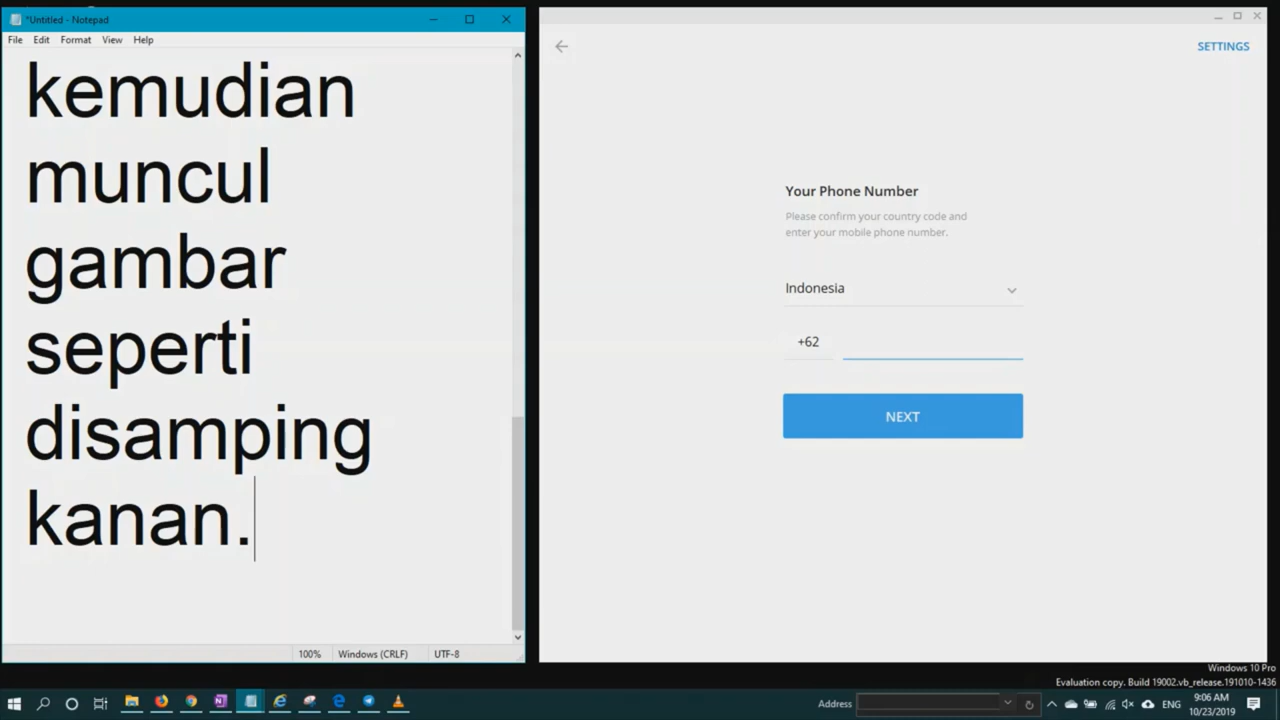 *Untitled - Notepad
File Edit Format View Help
kemudian
muncul
gambar
seperti
disamping
kanan.
100% Windows (CRLF) UTF-8
SETTINGS
Your Phone Number
Please confirm your country code and
enter your mobile phone number.
Indonesia
+62
NEXT
Windows 10 Pro
Evaluation copy. Build 19002.vb_release.191010-1436
Address
ENG
9:06 AM
10/23/2019